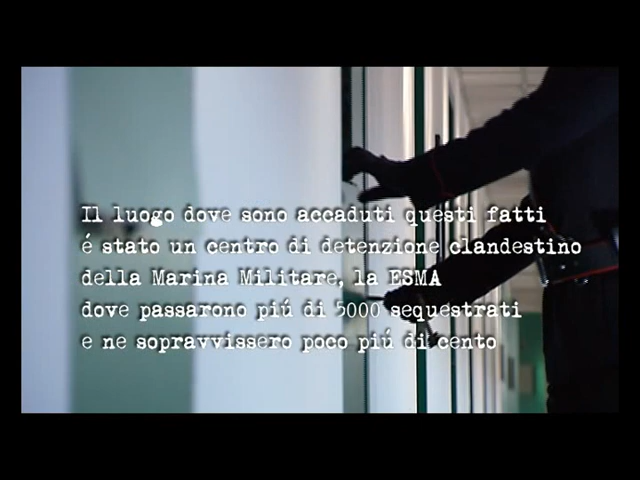 Il luogo dove sono accaduti questi fatti
é stato un centro di detenzione clandestino
della Marina Militare, la ESMA
dove passarono piú di 5000 sequestrati
e ne sopravvissero poco piú di cento